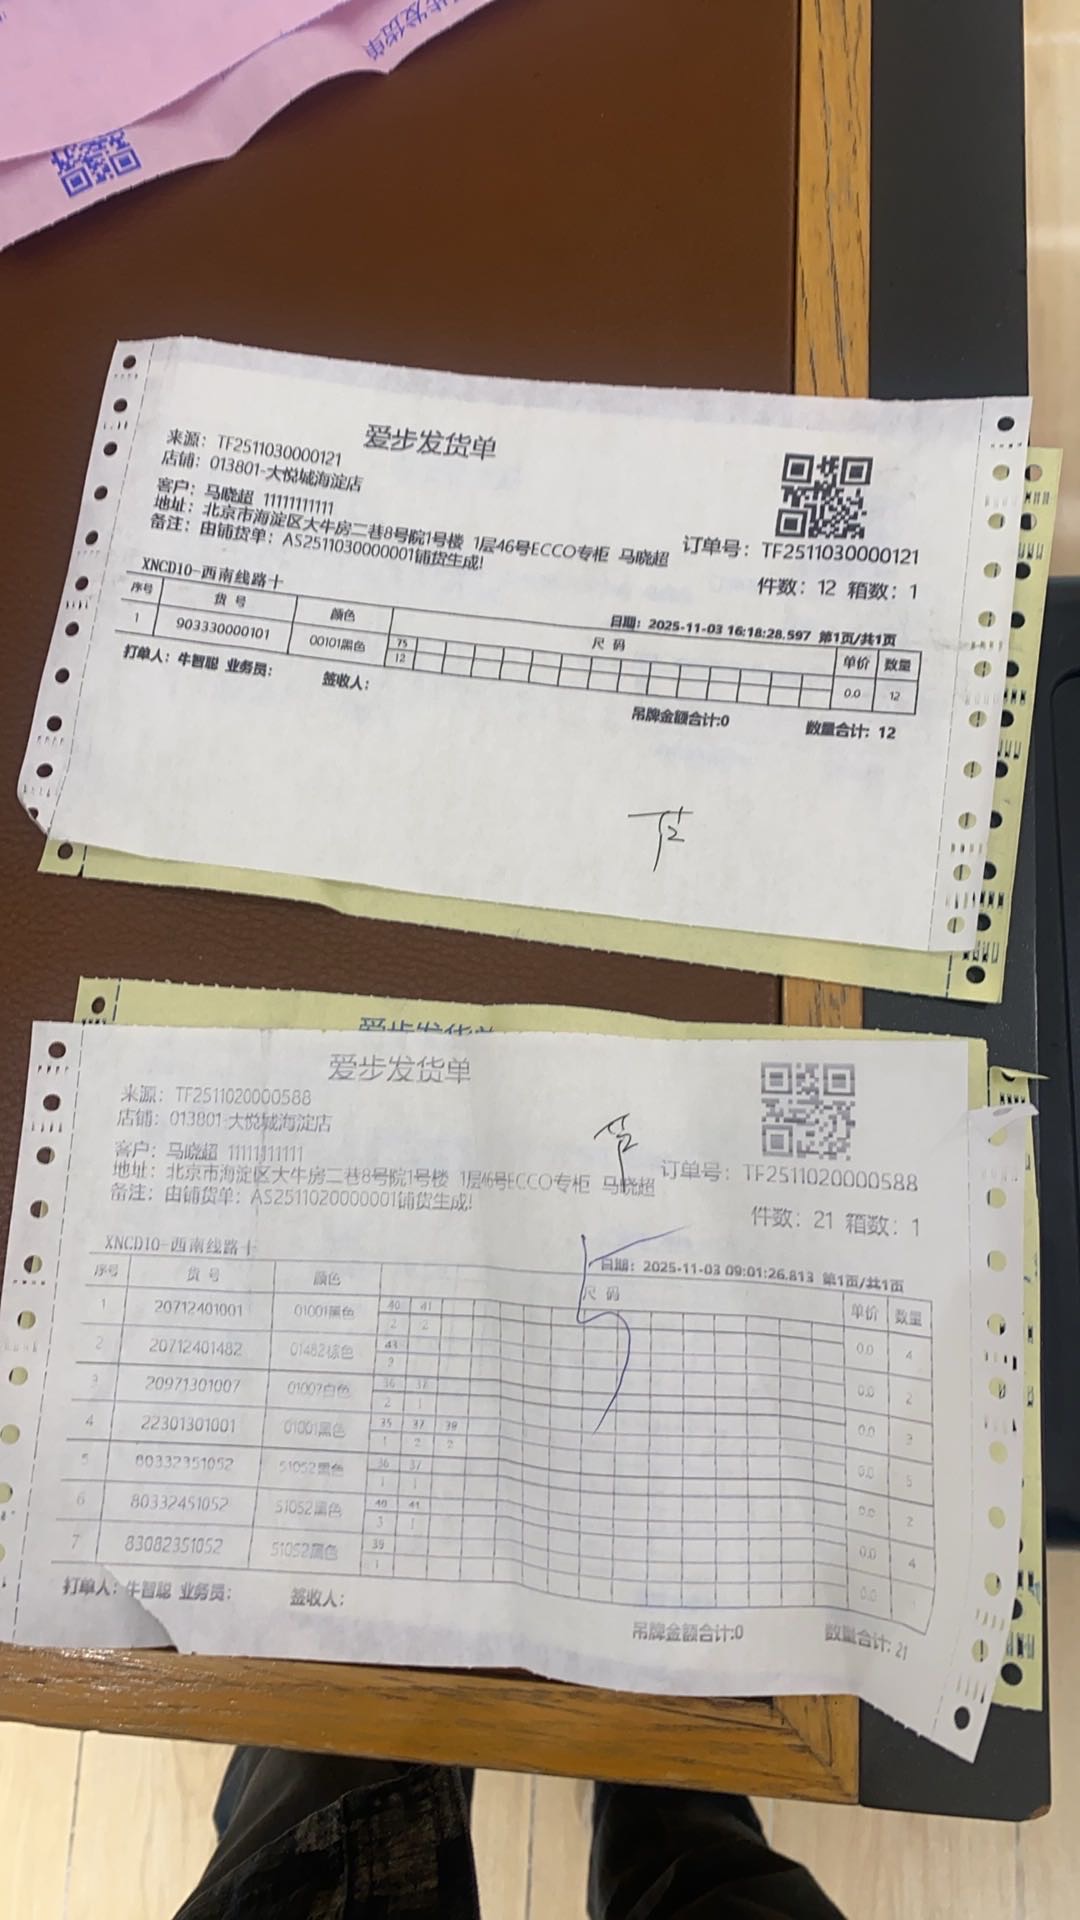 步发货单
爱步发货单
来源：TF2511030000121
店铺：013801-大悦城海淀店
客户：马晓超 11111111111
地址：北京市海淀区大牛房二巷8号院1号楼 1层46号ECCO专柜 马晓超
备注：由铺货单：AS2511030000001铺货生成!
订单号：TF2511030000121
件数：12 箱数：1
XNCD10-西南线路十
日期：2025-11-03 16:18:28.597 第1页/共1页
序号 货号 颜色 尺码 单价 数量
1 903330000101 00101黑色 75 0.0 12
12
打单人：牛智聪 业务员： 签收人：
吊牌金额合计:0 数量合计：12
爱步发货单
爱步发货单
来源：TF2511020000588
店铺：013801-大悦城海淀店
客户：马晓超 11111111111
地址：北京市海淀区大牛房二巷8号院1号楼 1层46号ECCO专柜 马晓超
备注：由铺货单：AS2511020000001铺货生成!
订单号：TF2511020000588
件数：21 箱数：1
XNCD10-西南线路十
日期：2025-11-03 09:01:26.813 第1页/共1页
序号 货号 颜色 尺码 单价 数量
1 20712401001 01001黑色 40 41 0.0 4
2 2
2 20712401482 01482棕色 43 0.0 2
2
3 20971301007 01007白色 36 37 0.0 3
2 1
4 22301301001 01001黑色 35 37 38 0.0 5
1 2 2
5 80332351052 51052黑色 36 37 0.0 2
1 1
6 80332451052 51052黑色 40 41 0.0 4
3 1
7 83082351052 51052黑色 39 0.0
1
打单人：牛智聪 业务员： 签收人：
吊牌金额合计:0 数量合计：21